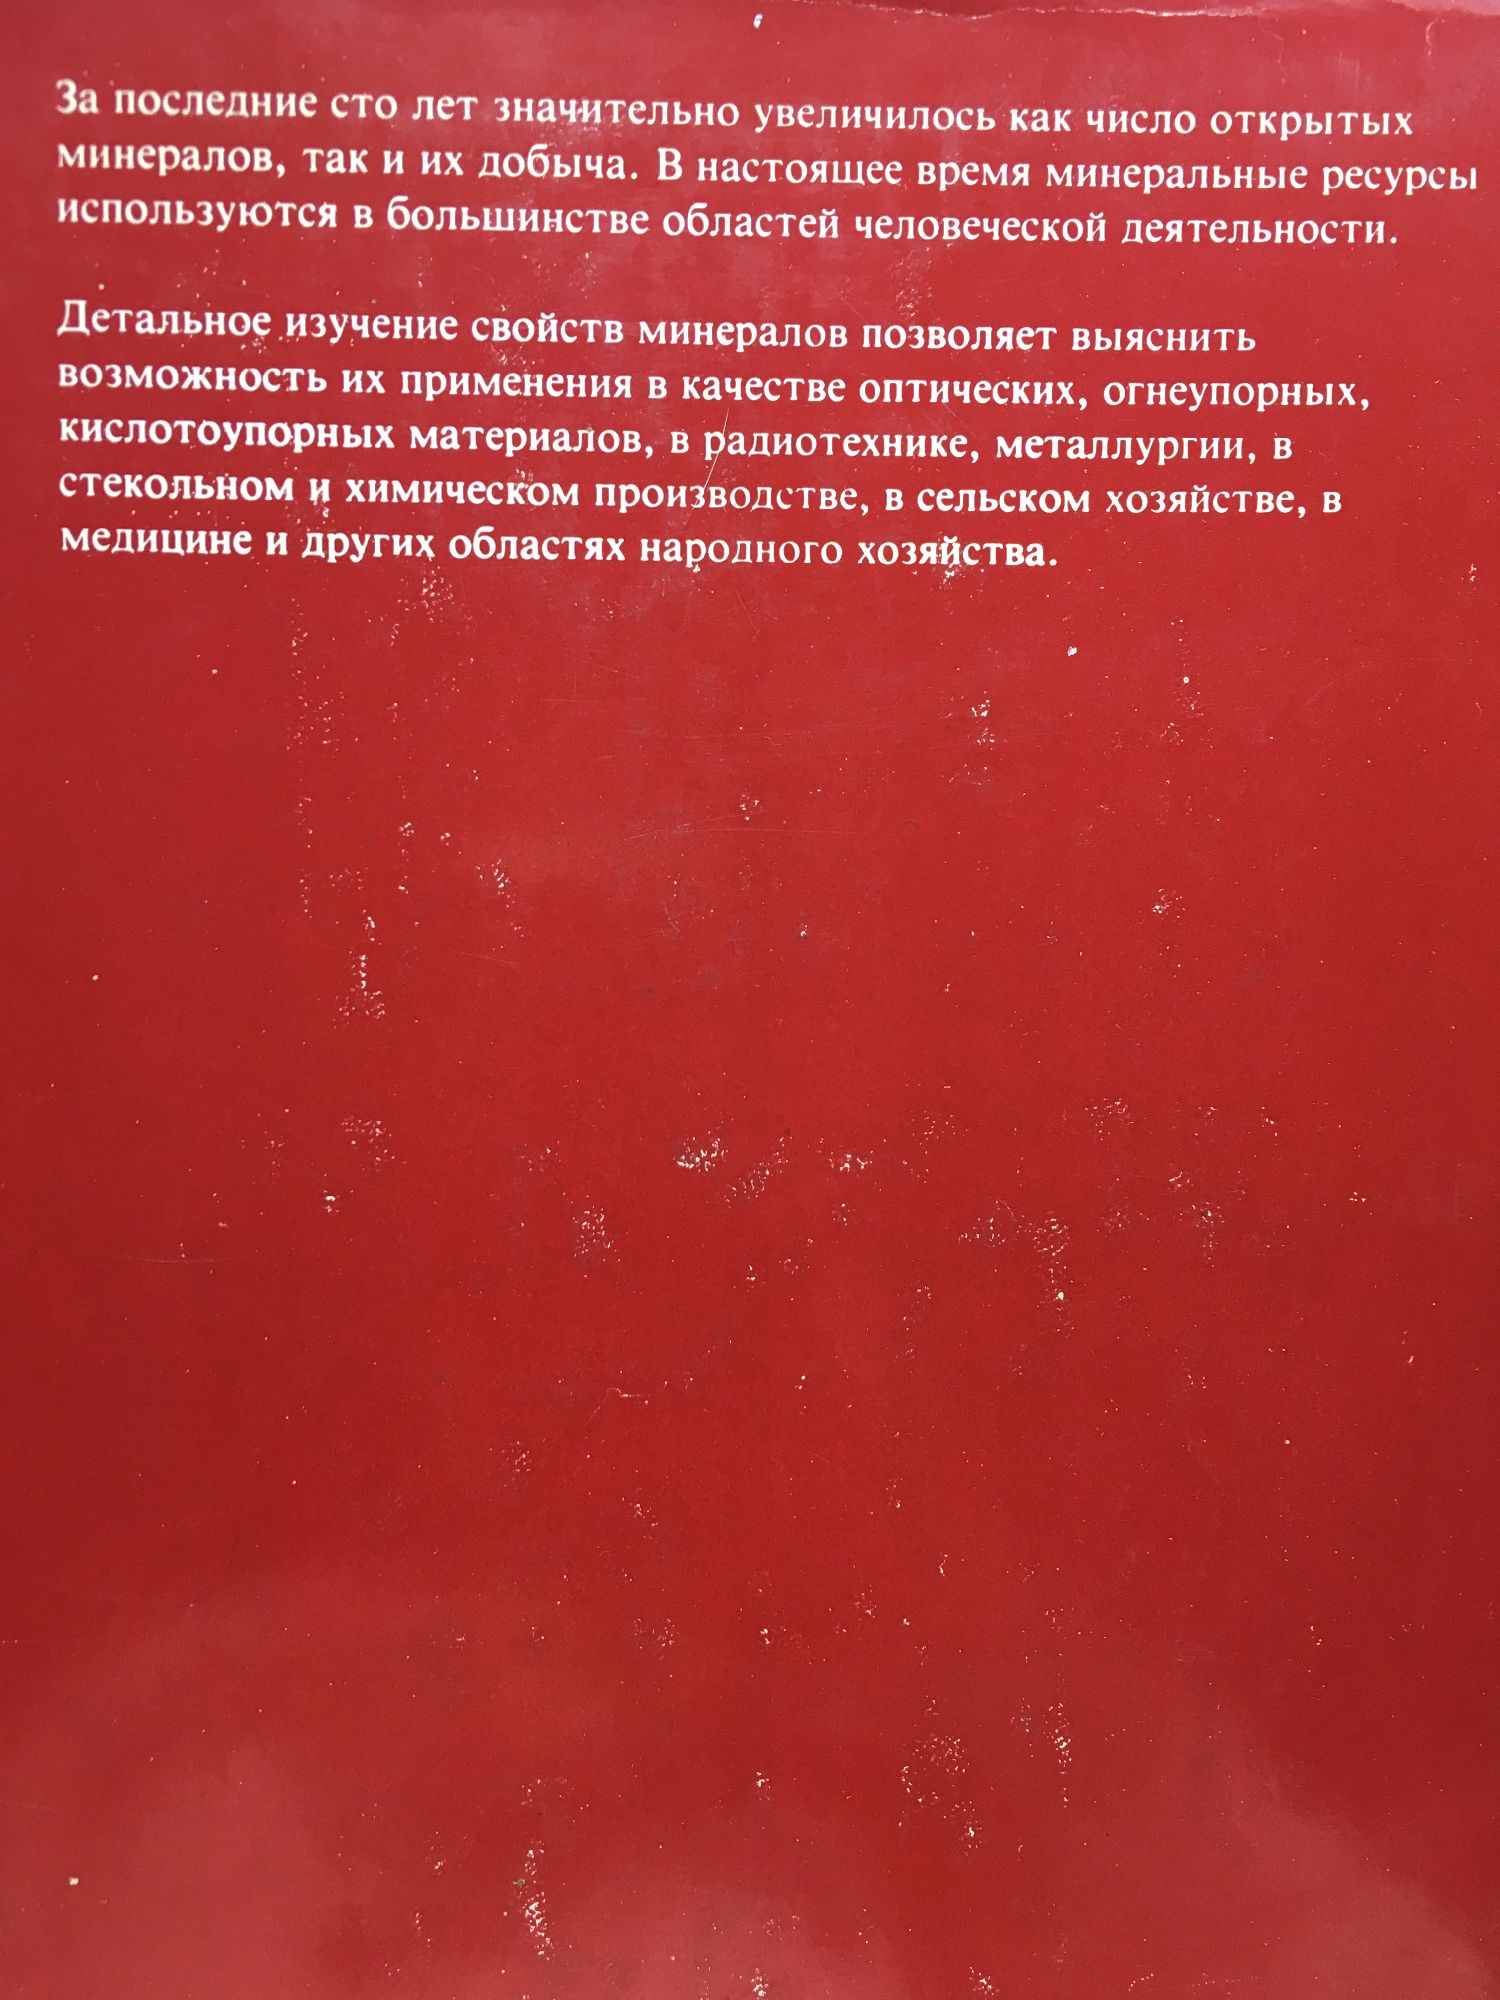 За последние сто лет значительно увеличилось как число открытых
минералов, так и их добыча. В настоящее время минеральные ресурсы
используются в большинстве областей человеческой деятельности.
Детальное изучение свойств минералов позволяет выяснить
возможность их применения в качестве оптических, огнеупорных,
кислотоупорных материалов, в радиотехнике, металлургии, в
стекольном и химическом производстве, в сельском хозяйстве, в
медицине и других областях народного хозяйства.